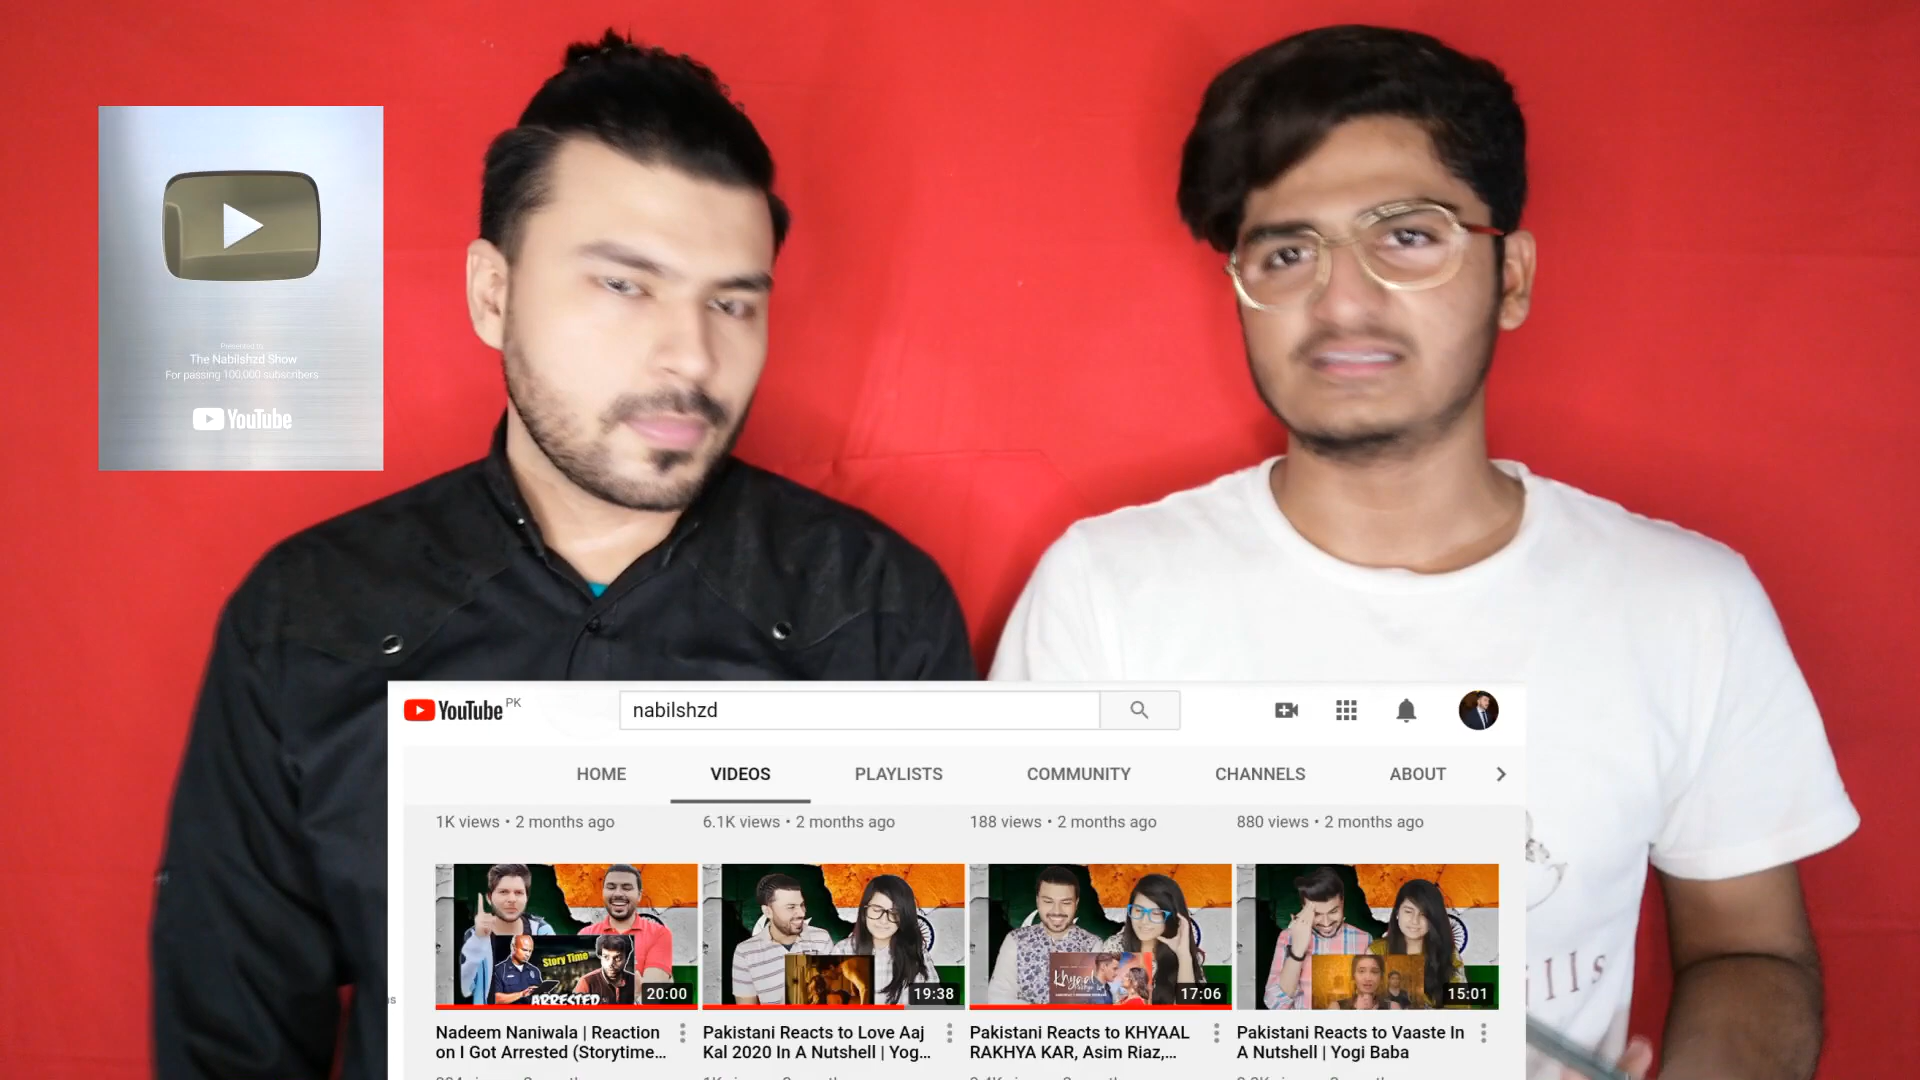 Presented to
The Nabilshzd Show
For passing 100,000 subscribers
YouTube
YouTube PK
nabilshzd
HOME VIDEOS PLAYLISTS COMMUNITY CHANNELS ABOUT
1K views • 2 months ago
6.1K views • 2 months ago
188 views • 2 months ago
880 views • 2 months ago
Story Time
ARRESTED
20:00
19:38
Khyaal
17:06
15:01
Nadeem Naniwala | Reaction
on I Got Arrested (Storytime...
Pakistani Reacts to Love Aaj
Kal 2020 In A Nutshell | Yog...
Pakistani Reacts to KHYAAL
RAKHYA KAR, Asim Riaz,...
Pakistani Reacts to Vaaste In
A Nutshell | Yogi Baba
ills